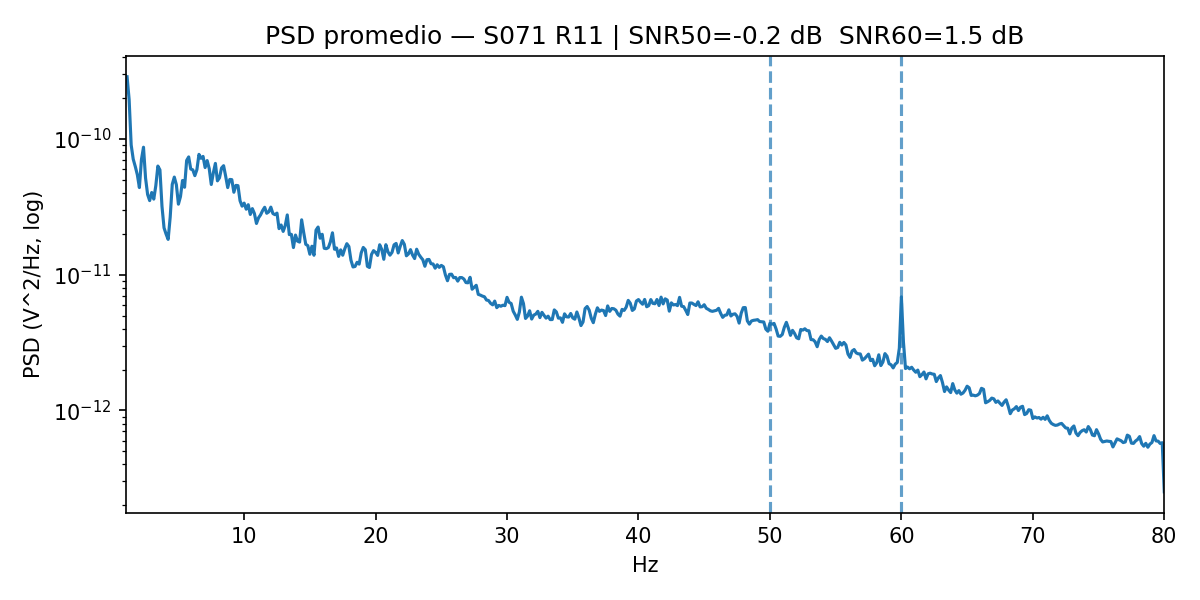 PSD promedio — S071 R11 | SNR50=-0.2 dB  SNR60=1.5 dB
PSD (V^2/Hz, log)
10⁻¹⁰
10⁻¹¹
10⁻¹²
10 20 30 40 50 60 70 80
Hz